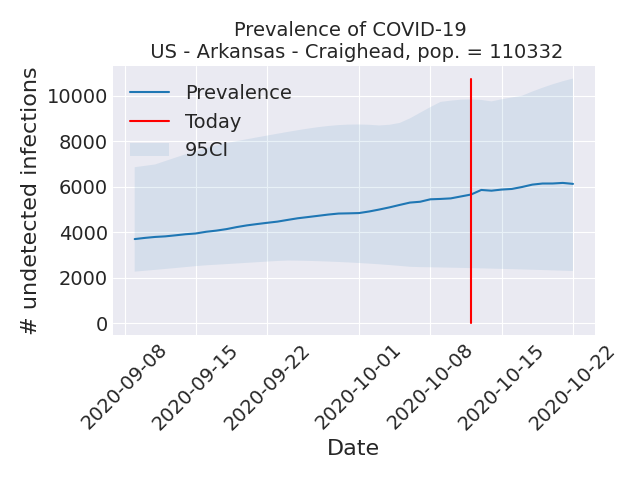 Prevalence of COVID-19
US - Arkansas - Craighead, pop. = 110332
# undetected infections
10000
8000
6000
4000
2000
0
Prevalence
Today
95CI
2020-09-08
2020-09-15
2020-09-22
2020-10-01
2020-10-08
2020-10-15
2020-10-22
Date